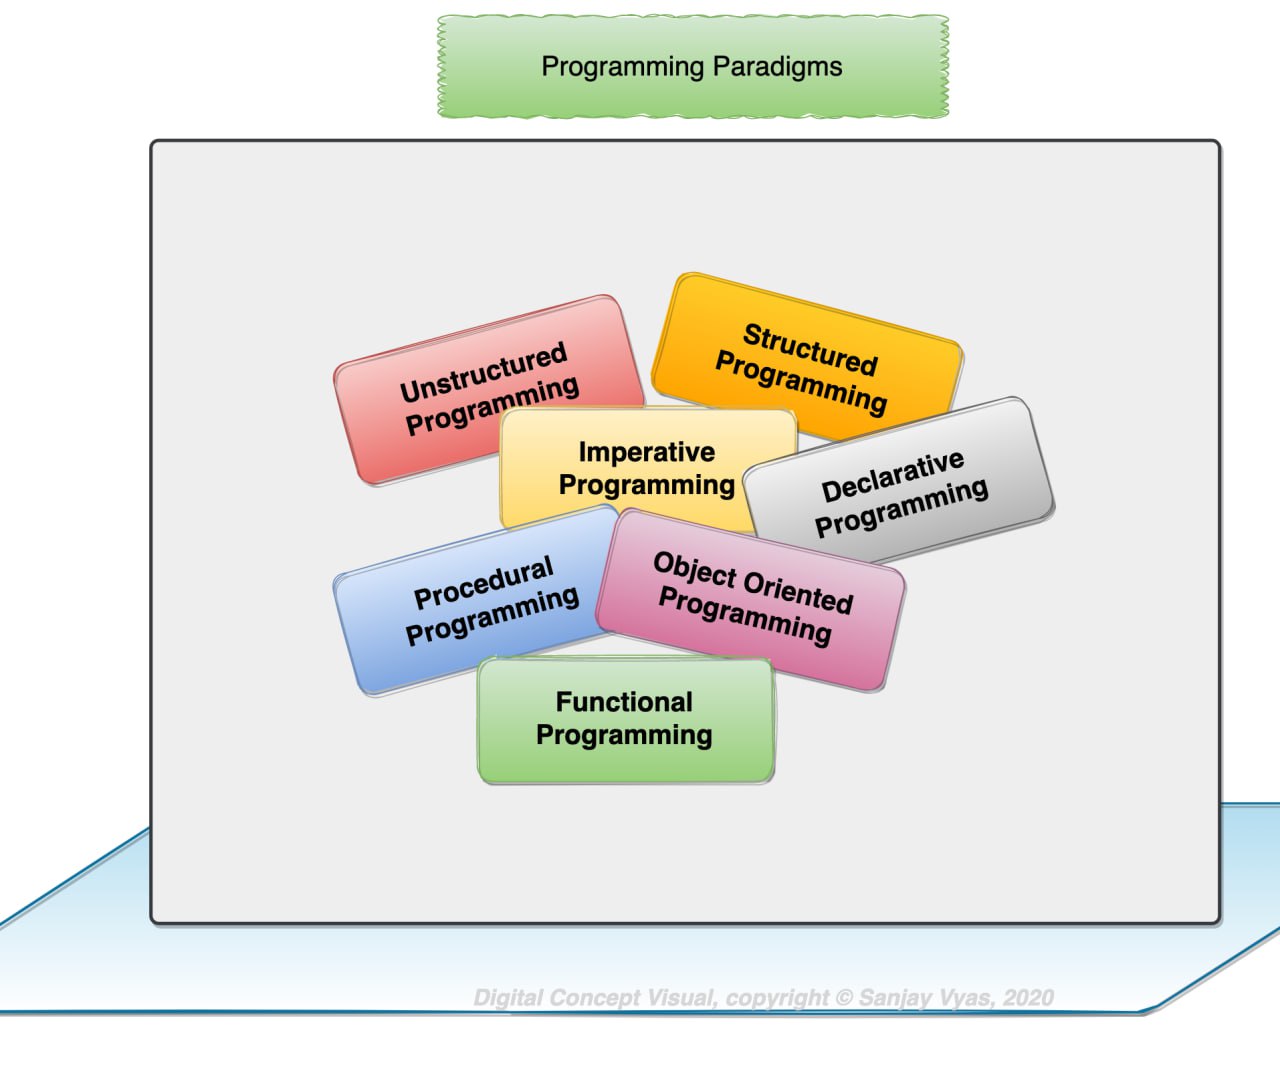 Programming Paradigms
Unstructured
Programming
Structured
Programming
Imperative
Programming
Declarative
Programming
Procedural
Programming
Object Oriented
Programming
Functional
Programming
Digital Concept Visual, copyright © Sanjay Vyas, 2020